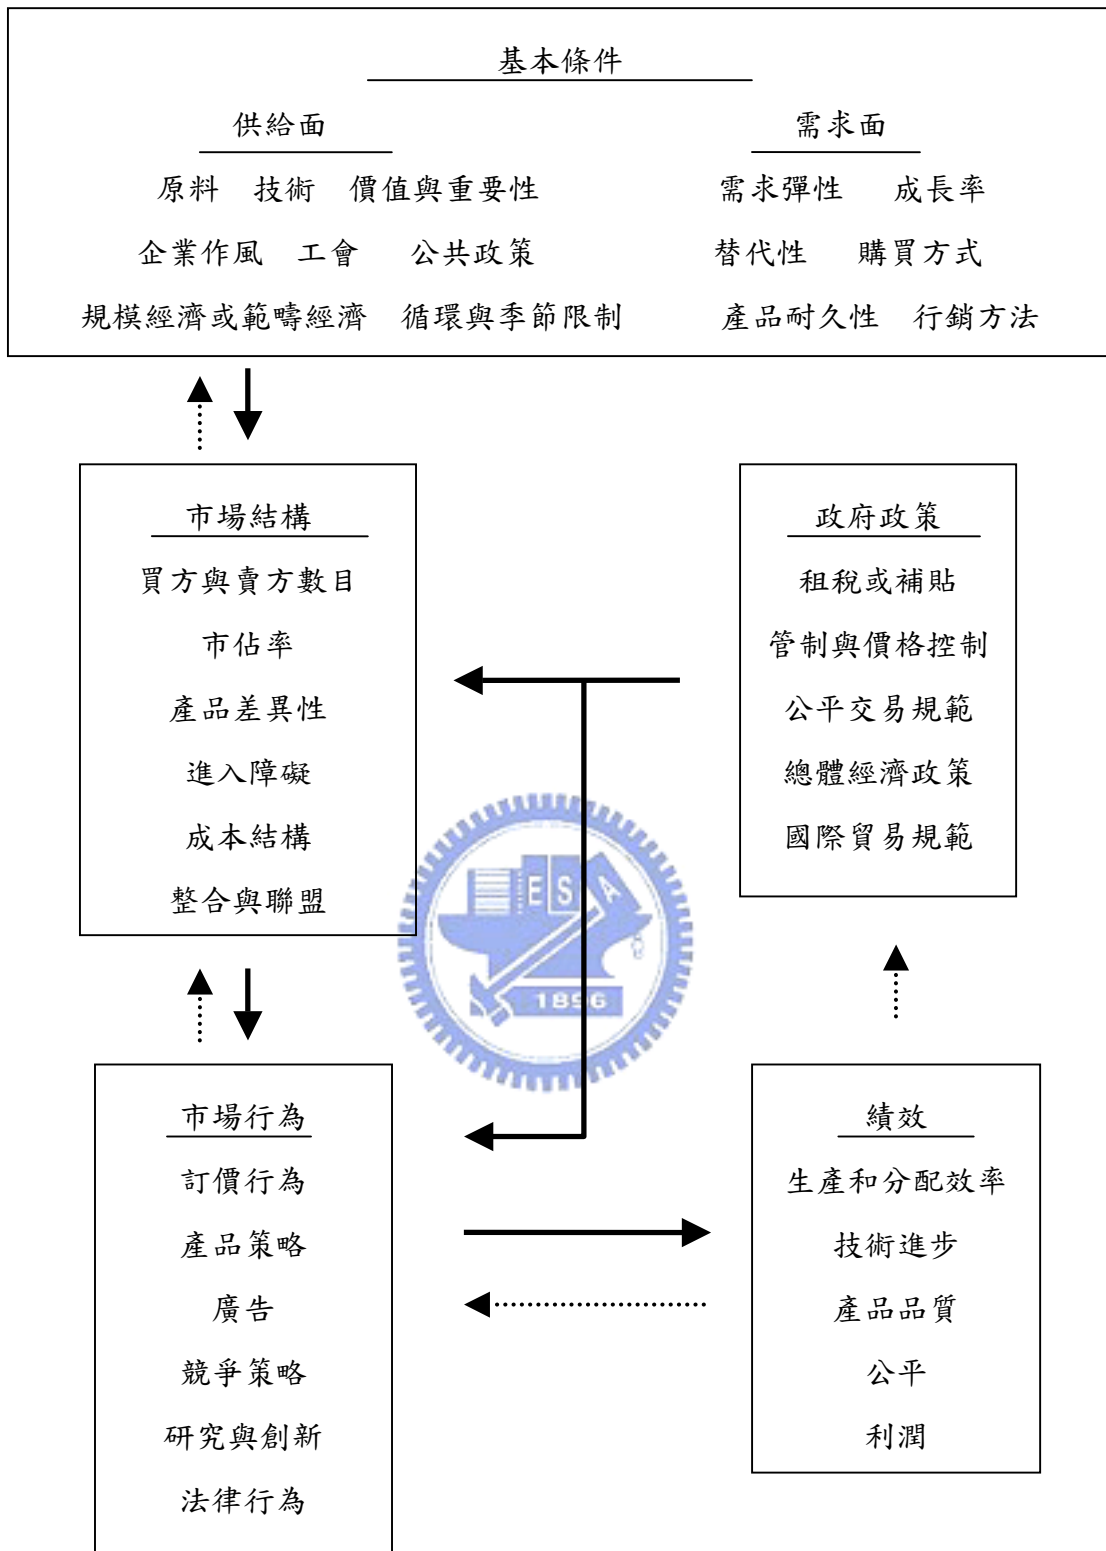 基本條件
供給面
需求面
原料 技術 價值與重要性
需求彈性 成長率
企業作風 工會 公共政策
替代性 購買方式
規模經濟或範疇經濟 循環與季節限制
產品耐久性 行銷方法
市場結構
買方與賣方數目
市佔率
產品差異性
進入障礙
成本結構
整合與聯盟
政府政策
租稅或補貼
管制與價格控制
公平交易規範
總體經濟政策
國際貿易規範
ESA
1896
市場行為
訂價行為
產品策略
廣告
競爭策略
研究與創新
法律行為
績效
生產和分配效率
技術進步
產品品質
公平
利潤